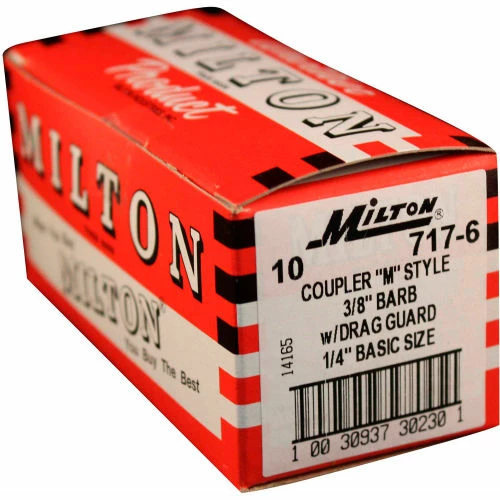 MILTON
Product
MILTON
MILTON
You Buy The Best
MILTON®
717-6
10
COUPLER "M" STYLE
3/8" BARB
w/DRAG GUARD
1/4" BASIC SIZE
14165
1 00 30937 30230 1